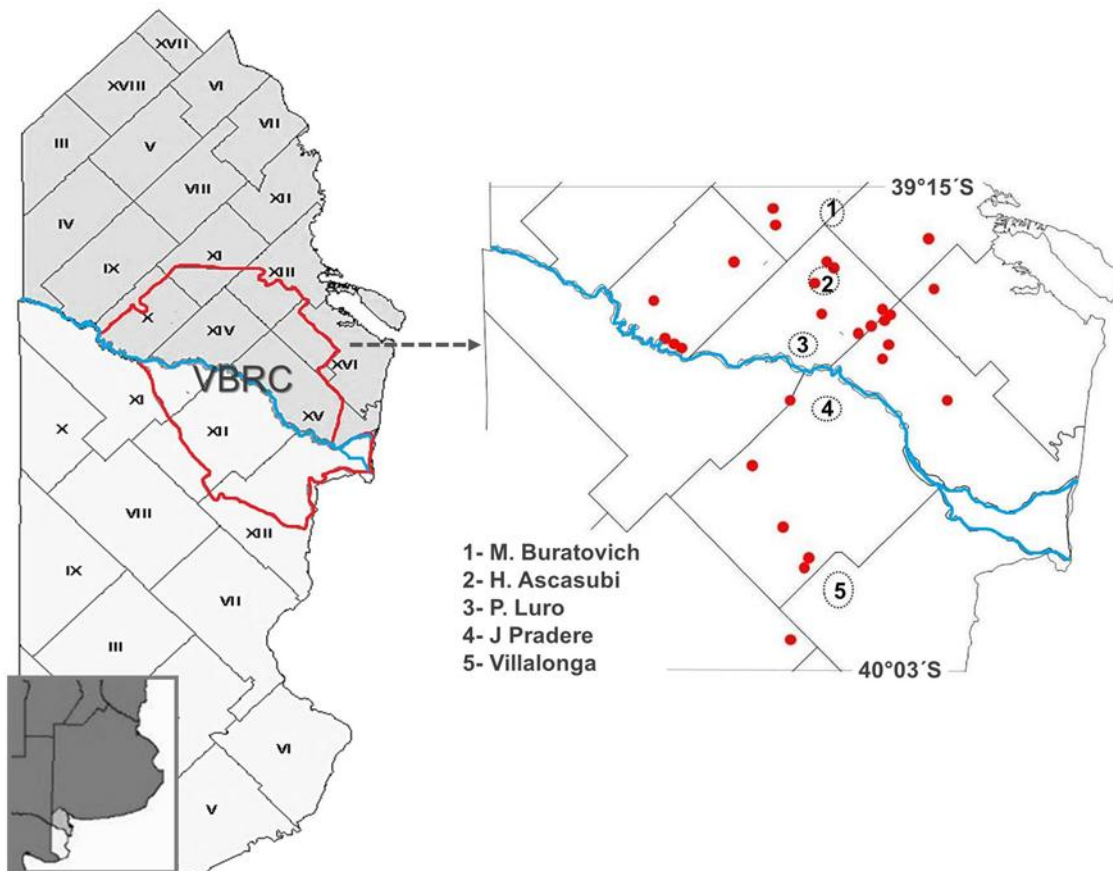 XVII
XVIII
VI
III
V
VII
VIII
XII
IV
IX
XI
XIII
X
XIV
VBRC
XVI
XI
XV
X
XII
VIII
XIII
IX
VII
III
VI
V
39°15´S
1
2
3
4
5
1- M. Buratovich
2- H. Ascasubi
3- P. Luro
4- J Pradere
5- Villalonga
40°03´S